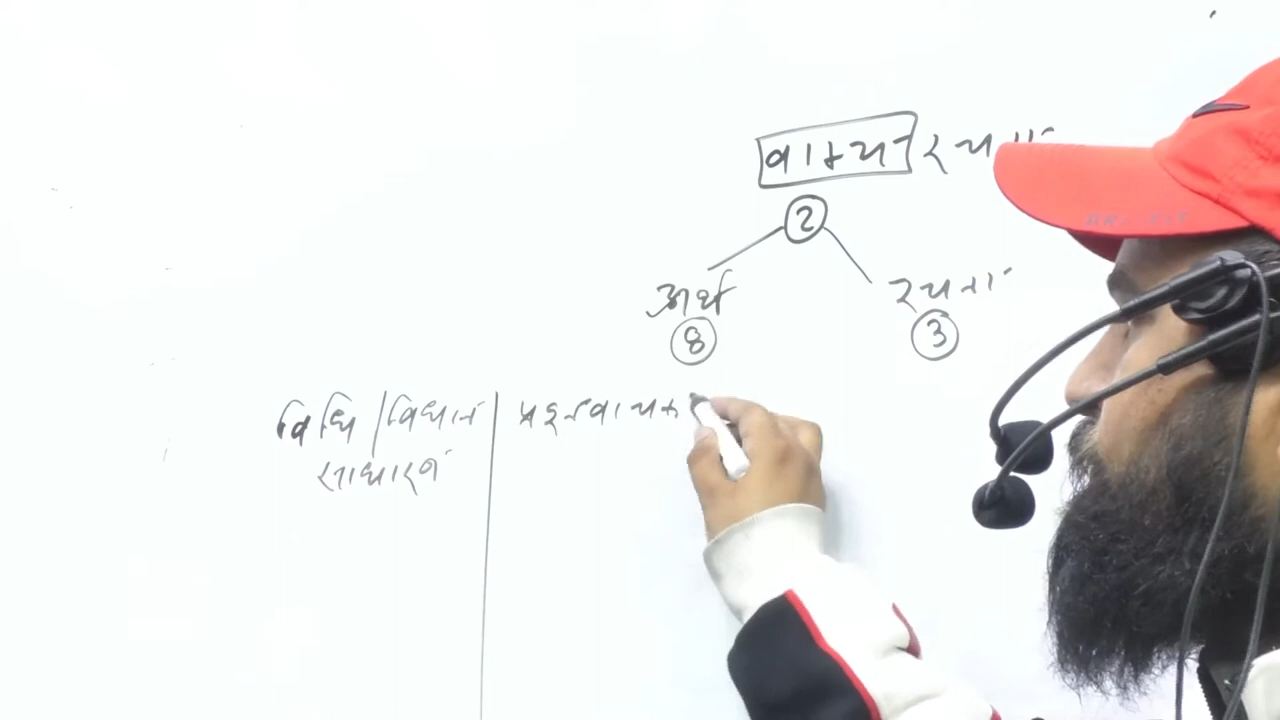 वाक्य रचना
2
अर्थ रचना
8 3
विधि / विधान प्रश्नवाचक
साधारण